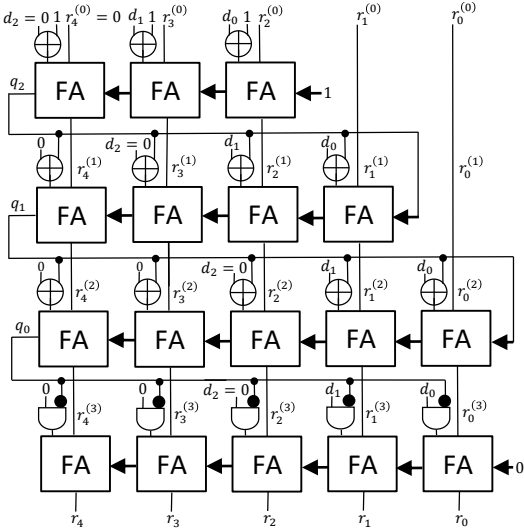 d₂ = 0 1 r₄⁽⁰⁾ = 0 d₁ 1 r₃⁽⁰⁾ d₀ 1 r₂⁽⁰⁾ r₁⁽⁰⁾ r₀⁽⁰⁾
q₂ FA FA FA 1
0 d₂ = 0 d₁ d₀
r₄⁽¹⁾ r₃⁽¹⁾ r₂⁽¹⁾ r₁⁽¹⁾ r₀⁽¹⁾
q₁ FA FA FA FA
0 0 d₂ = 0 d₁ d₀
r₄⁽²⁾ r₃⁽²⁾ r₂⁽²⁾ r₁⁽²⁾ r₀⁽²⁾
q₀ FA FA FA FA FA
0 0 d₂ = 0 d₁ d₀
r₄⁽³⁾ r₃⁽³⁾ r₂⁽³⁾ r₁⁽³⁾ r₀⁽³⁾
FA FA FA FA FA 0
r₄ r₃ r₂ r₁ r₀